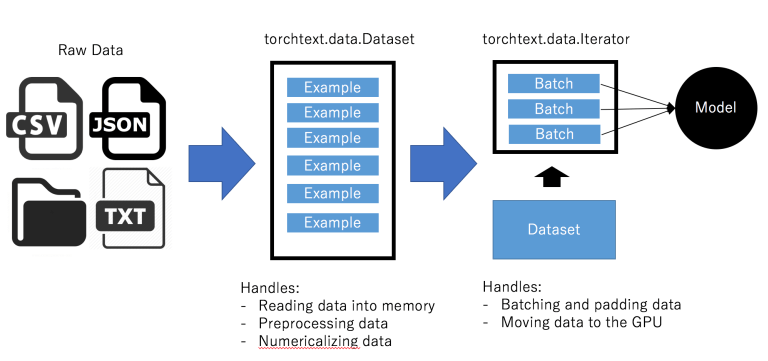 Raw Data
CSV
JSON
TXT
torchtext.data.Dataset
Example
Example
Example
Example
Example
Example
Handles:
- Reading data into memory
- Preprocessing data
- Numericalizing data
torchtext.data.Iterator
Batch
Batch
Batch
Model
Dataset
Handles:
- Batching and padding data
- Moving data to the GPU